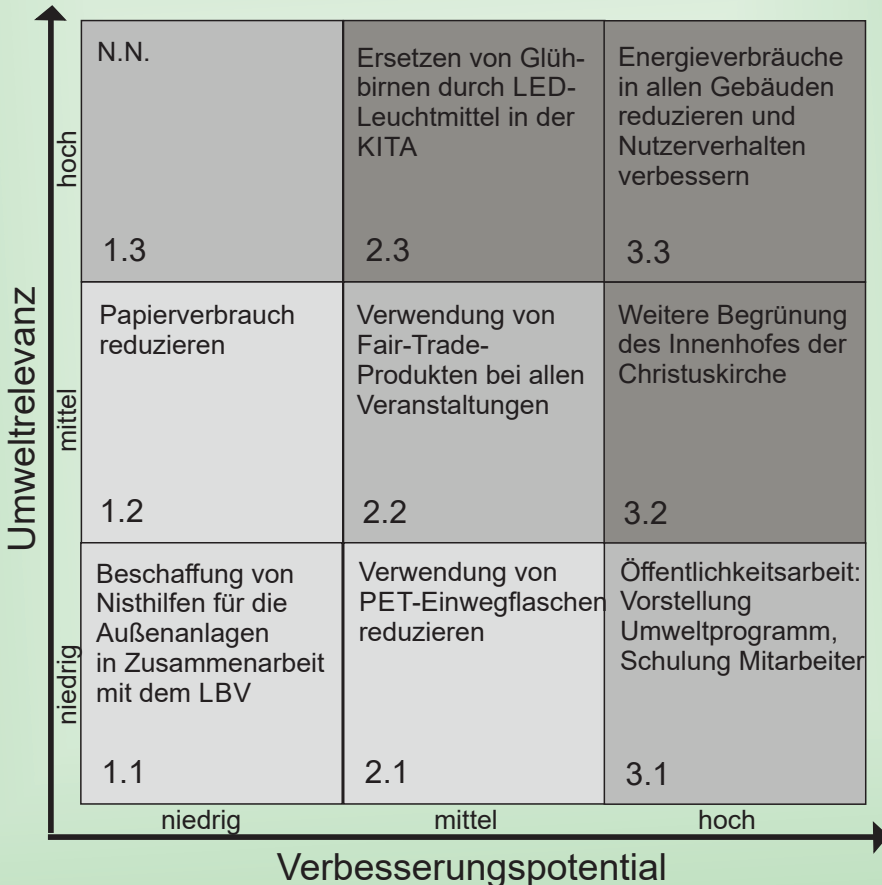 Umweltrelevanz
hoch
N.N.
1.3
Ersetzen von Glüh-
birnen durch LED-
Leuchtmittel in der
KITA
2.3
Energieverbräuche
in allen Gebäuden
reduzieren und
Nutzerverhalten
verbessern
3.3
mittel
Papierverbrauch
reduzieren
1.2
Verwendung von
Fair-Trade-
Produkten bei allen
Veranstaltungen
2.2
Weitere Begrünung
des Innenhofes der
Christuskirche
3.2
niedrig
Beschaffung von
Nisthilfen für die
Außenanlagen
in Zusammenarbeit
mit dem LBV
1.1
Verwendung von
PET-Einwegflaschen
reduzieren
2.1
Öffentlichkeitsarbeit:
Vorstellung
Umweltprogramm,
Schulung Mitarbeiter
3.1
niedrig
mittel
hoch
Verbesserungspotential